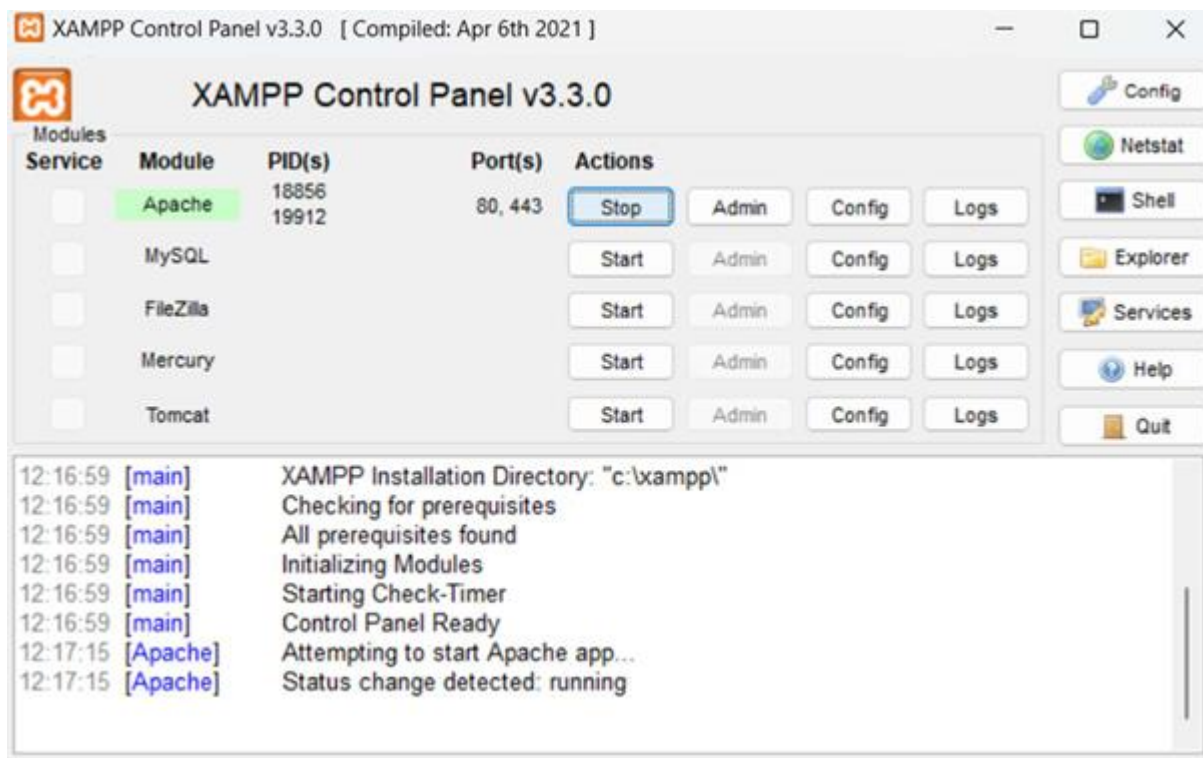 XAMPP Control Panel v3.3.0 [ Compiled: Apr 6th 2021 ]
XAMPP Control Panel v3.3.0
Config
Modules
Netstat
Service Module PID(s) Port(s) Actions
Apache 18856 19912 80, 443 Stop Admin Config Logs
Shell
MySQL Start Admin Config Logs
Explorer
FileZilla Start Admin Config Logs
Services
Mercury Start Admin Config Logs
Help
Tomcat Start Admin Config Logs
Quit
12:16:59 [main] XAMPP Installation Directory: "c:\xampp\"
12:16:59 [main] Checking for prerequisites
12:16:59 [main] All prerequisites found
12:16:59 [main] Initializing Modules
12:16:59 [main] Starting Check-Timer
12:16:59 [main] Control Panel Ready
12:17:15 [Apache] Attempting to start Apache app...
12:17:15 [Apache] Status change detected: running